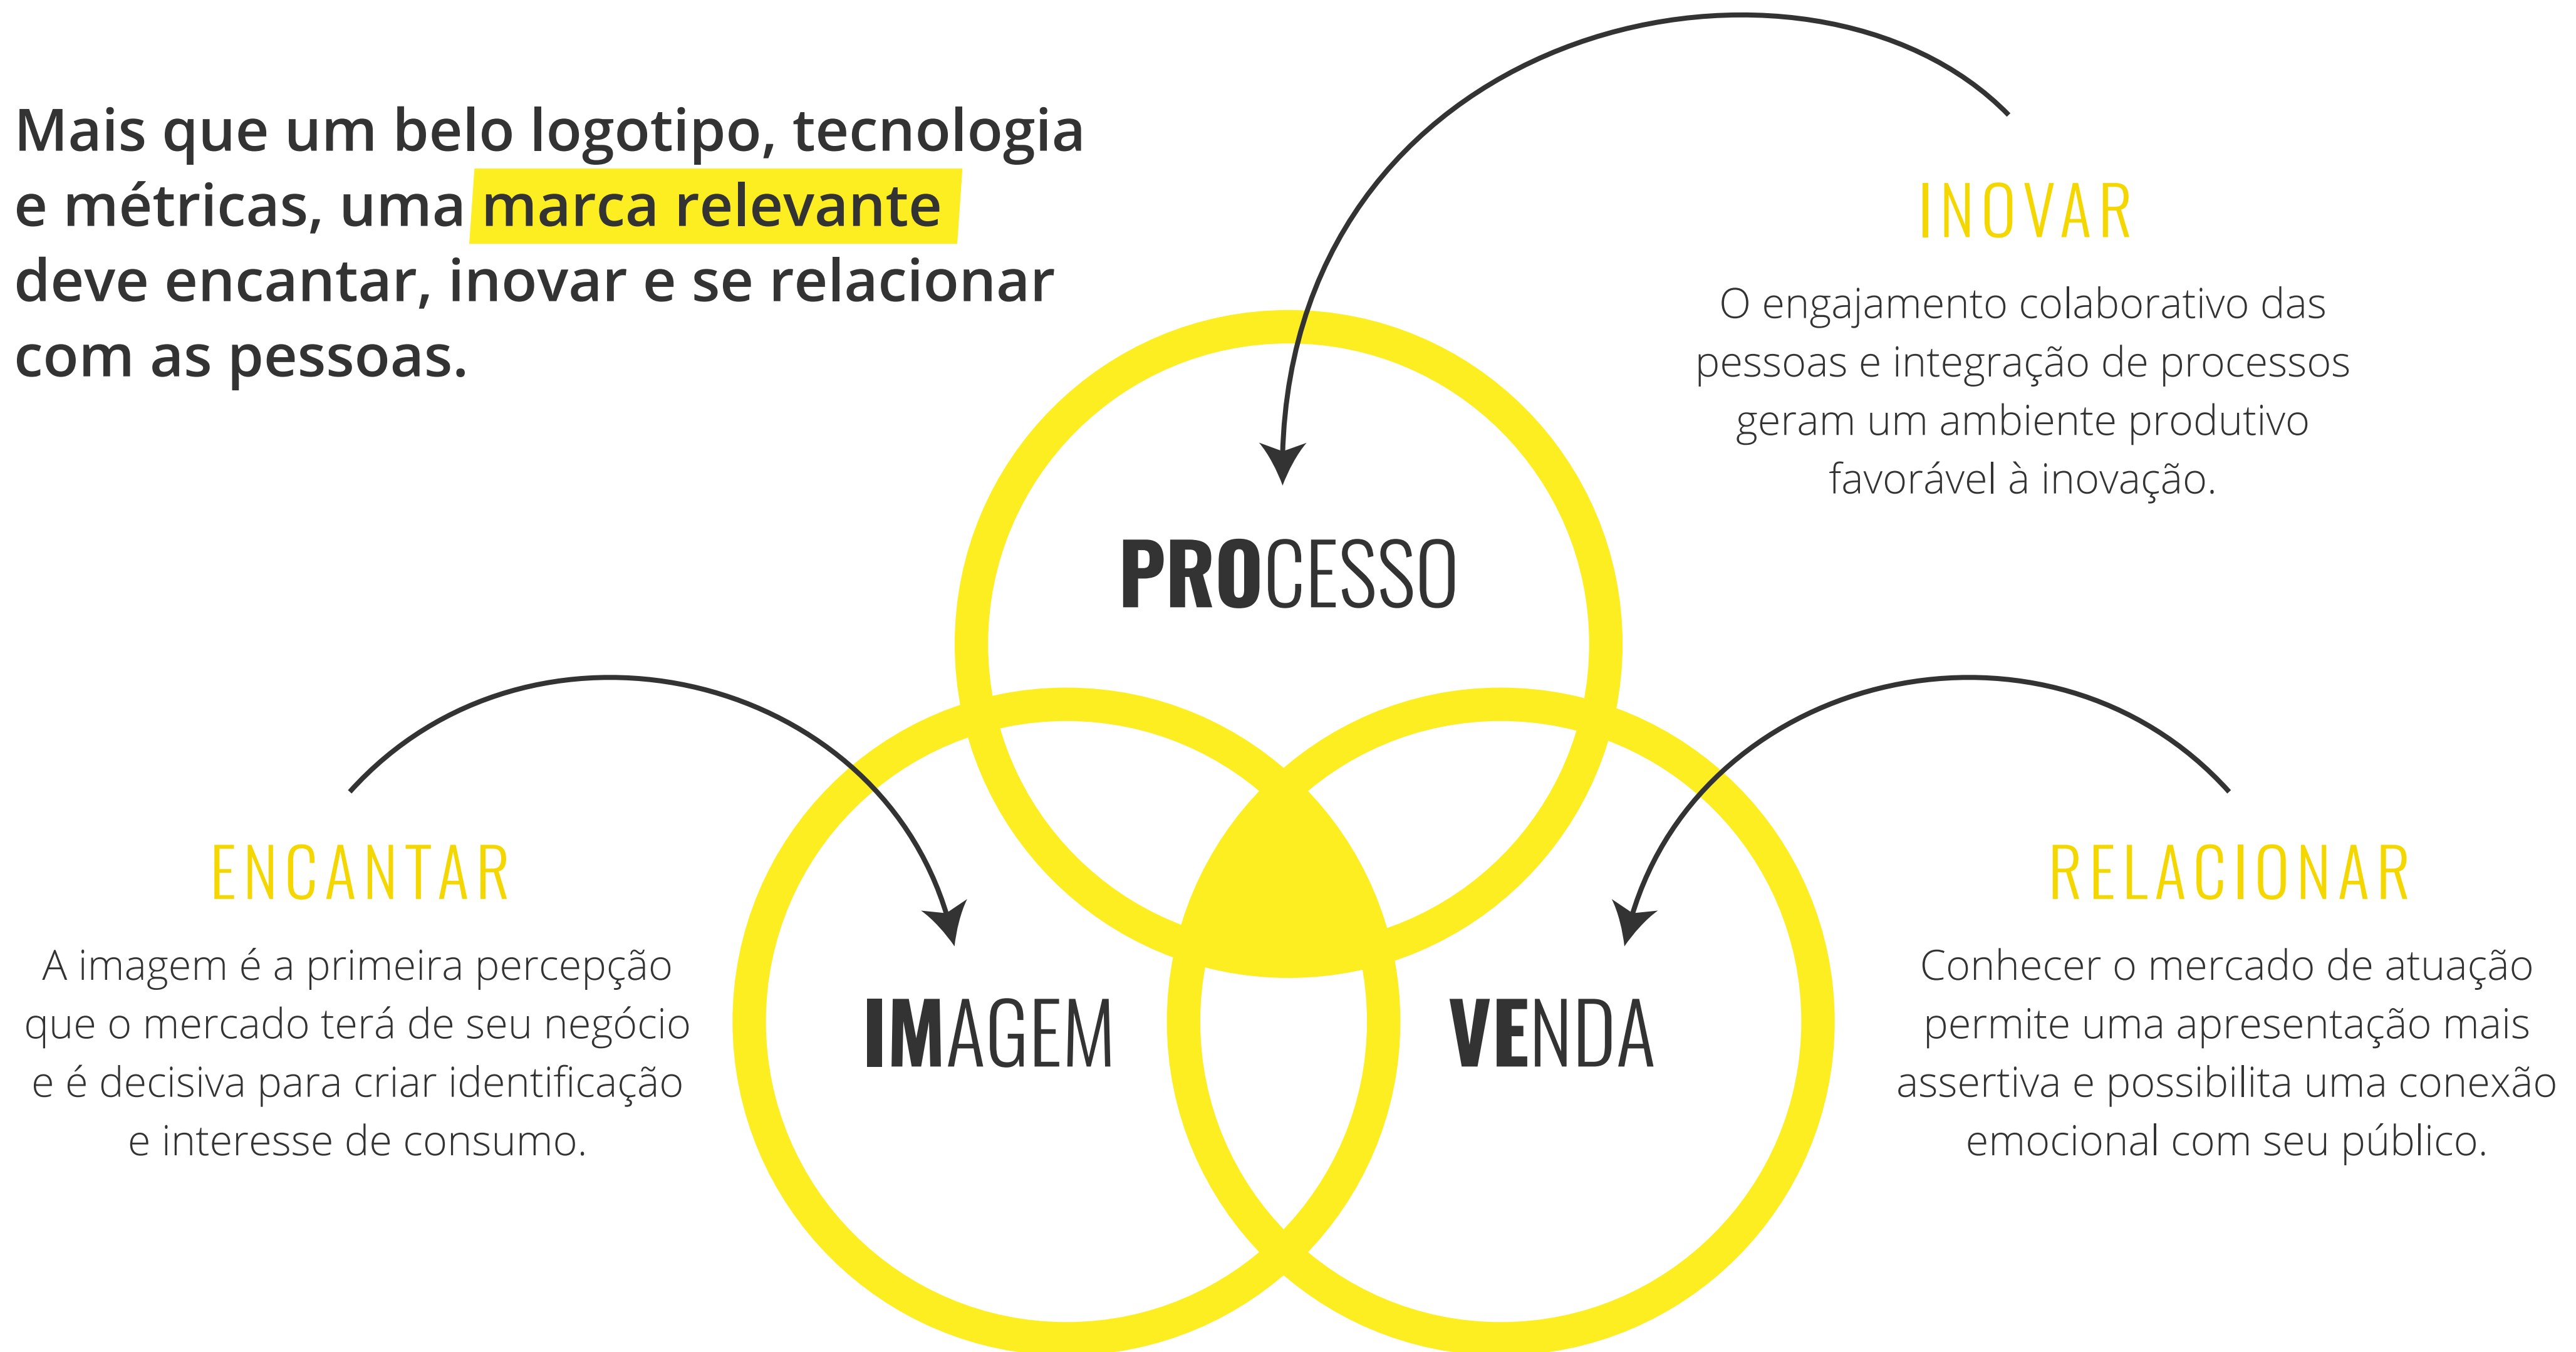 Mais que um belo logotipo, tecnologia
e métricas, uma marca relevante
deve encantar, inovar e se relacionar
com as pessoas.
INOVAR
O engajamento colaborativo das
pessoas e integração de processos
geram um ambiente produtivo
favorável à inovação.
PROCESSO
ENCANTAR
A imagem é a primeira percepção
que o mercado terá de seu negócio
e é decisiva para criar identificação
e interesse de consumo.
IMAGEM
VENDA
RELACIONAR
Conhecer o mercado de atuação
permite uma apresentação mais
assertiva e possibilita uma conexão
emocional com seu público.